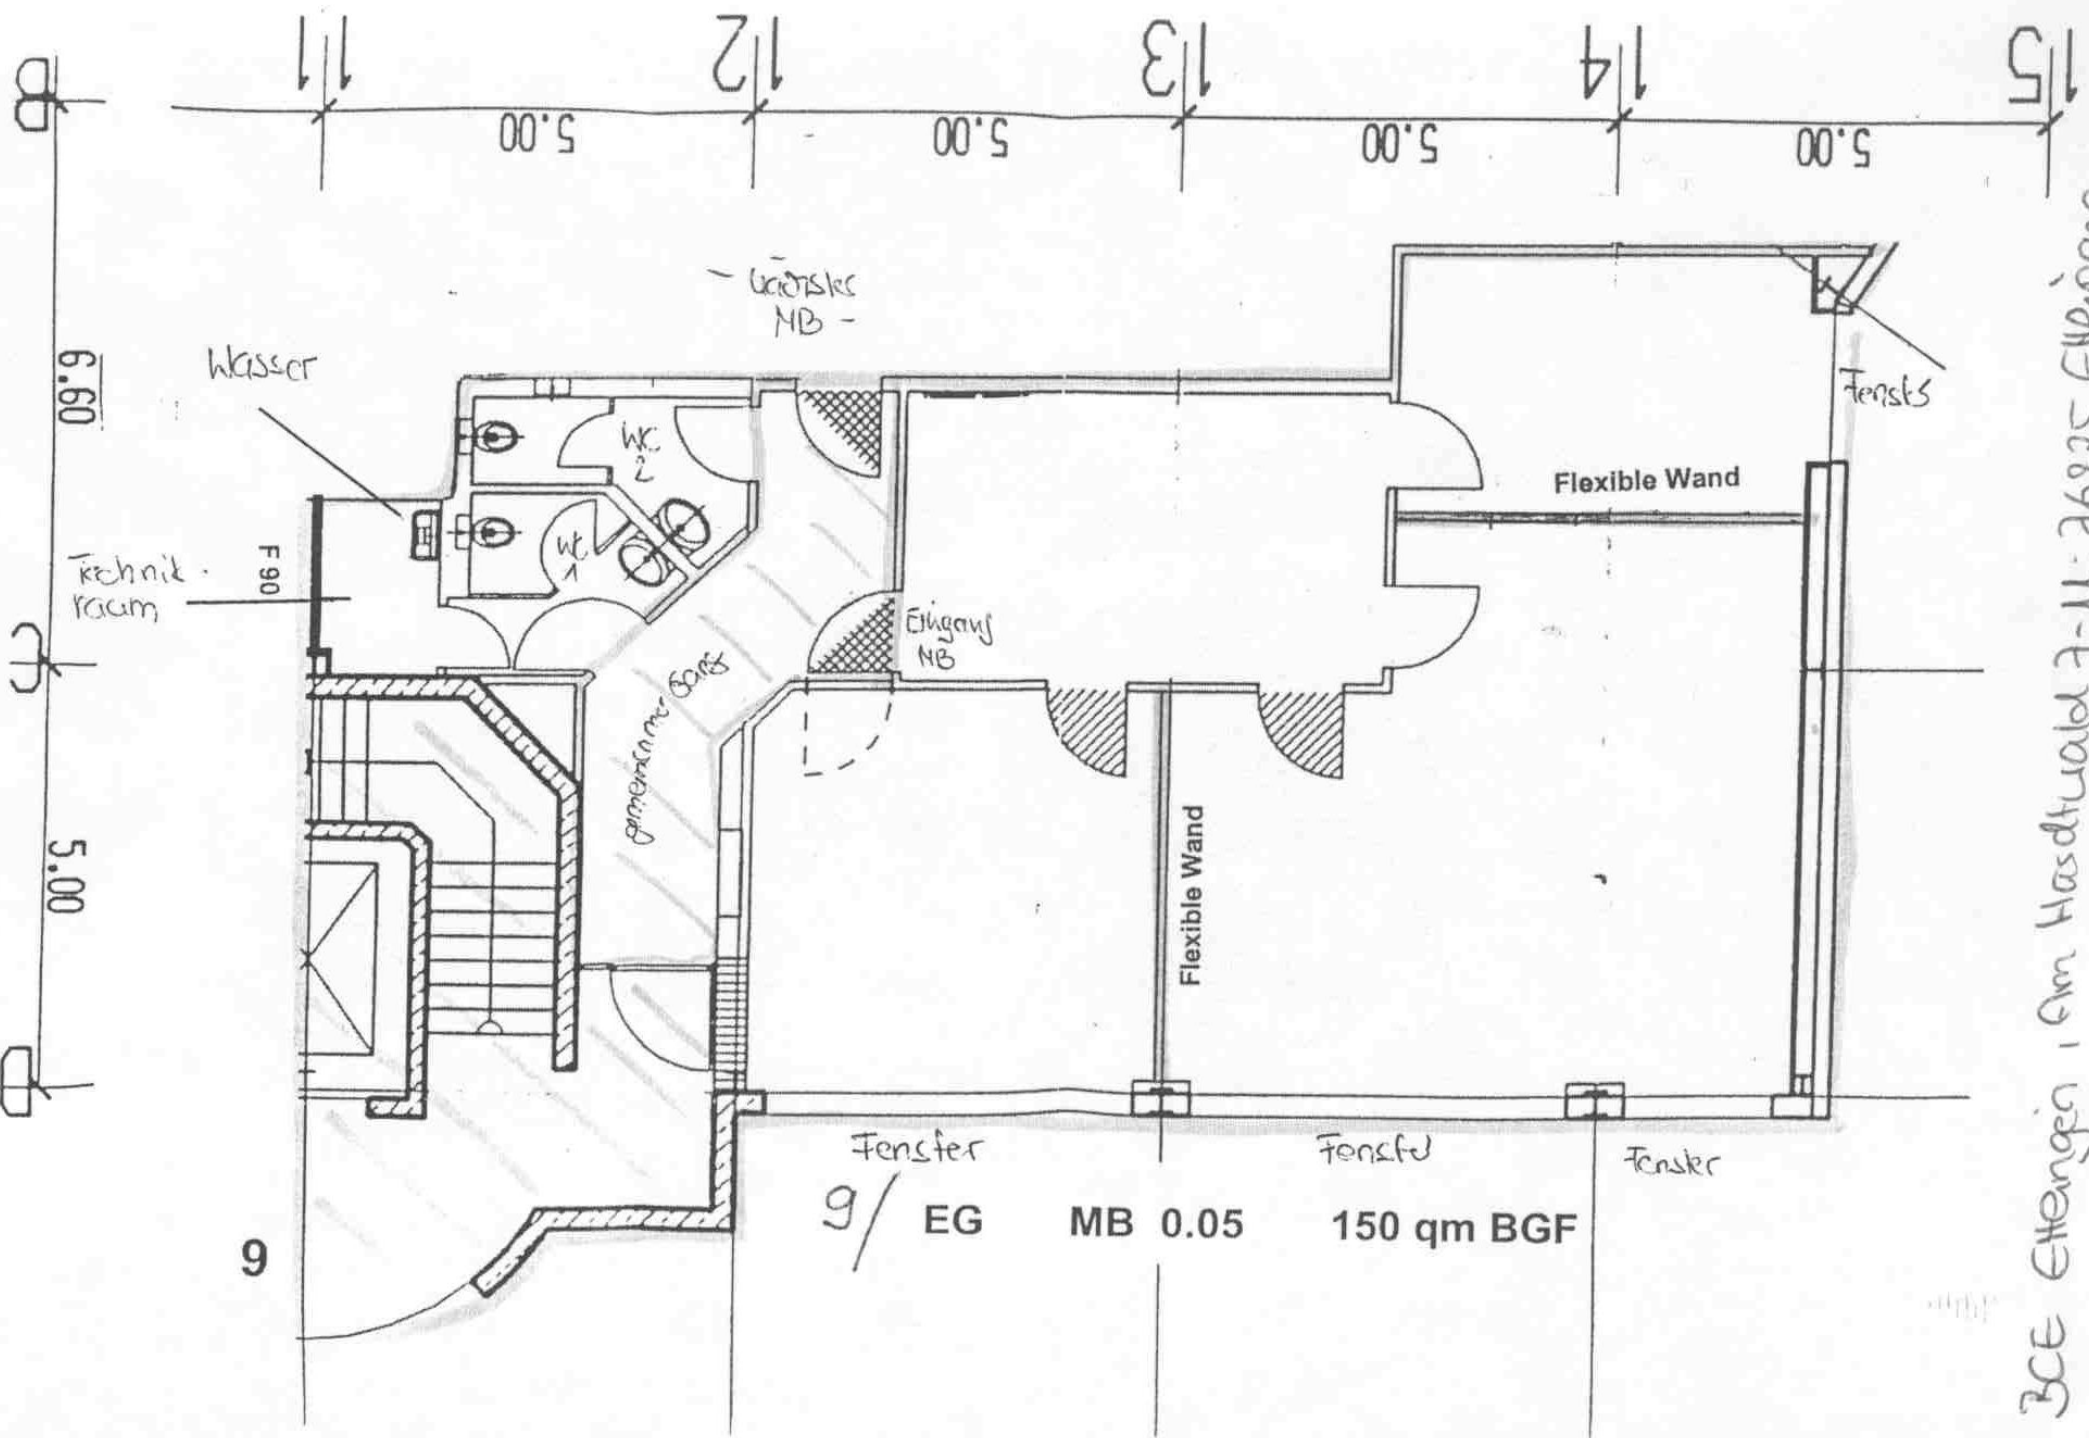 11
12
13
14
15
5.00
5.00
5.00
5.00
B
6.60
C
5.00
D
MB -
Wasser
Technik-
raum
F 90
WC
2
WC
1
gemeinsamer Gang
Eingang
MB
Flexible Wand
Flexible Wand
Fenster
Fenster
Fenster
Fenster
9
9/ EG MB 0.05 150 qm BGF
BCE Ettlingen, Am Hardtwald 7-11 · 76275 Ettlingen